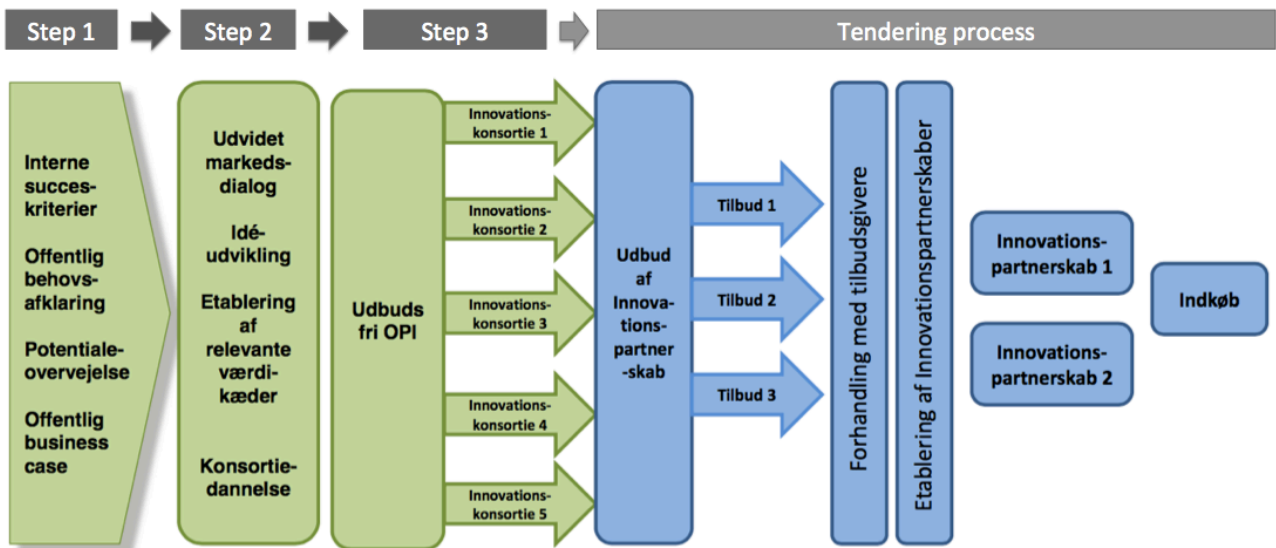 Step 1
Step 2
Step 3
Tendering process
Interne
succes-
kriterier
Offentlig
behovs-
afklaring
Potentiale-
overvejelse
Offentlig
business
case
Udvidet
markeds-
dialog
Idé-
udvikling
Etablering
af
relevante
værdi-
kæder
Konsortie-
dannelse
Udbuds
fri OPI
Innovations-
konsortie 1
Innovations-
konsortie 2
Innovations-
konsortie 3
Innovations-
konsortie 4
Innovations-
konsortie 5
Udbud
af
Innova-
tions-
partner
-skab
Tilbud 1
Tilbud 2
Tilbud 3
Forhandling med tilbudsgivere
Etablering af Innovationspartnerskaber
Innovations-
partnerskab 1
Innovations-
partnerskab 2
Indkøb